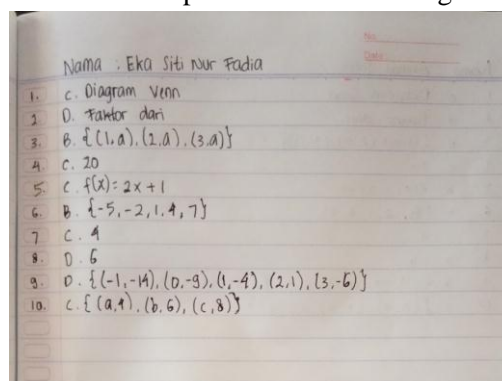 No.
Date:
Nama : Eka Siti Nur Fadia
1. C. Diagram Venn
2. D. Faktor dari
3. B. {(1,a), (2,a), (3,a)}
4. C. 20
5. C. f(x) = 2x + 1
6. B. {-5, -2, 1, 4, 7}
7 C. 4
8. D. 6
9. D. {(-1,-14), (0,-9), (1,-4), (2,1), (3,-6)}
10. C. {(a,4), (b,6), (c,8)}